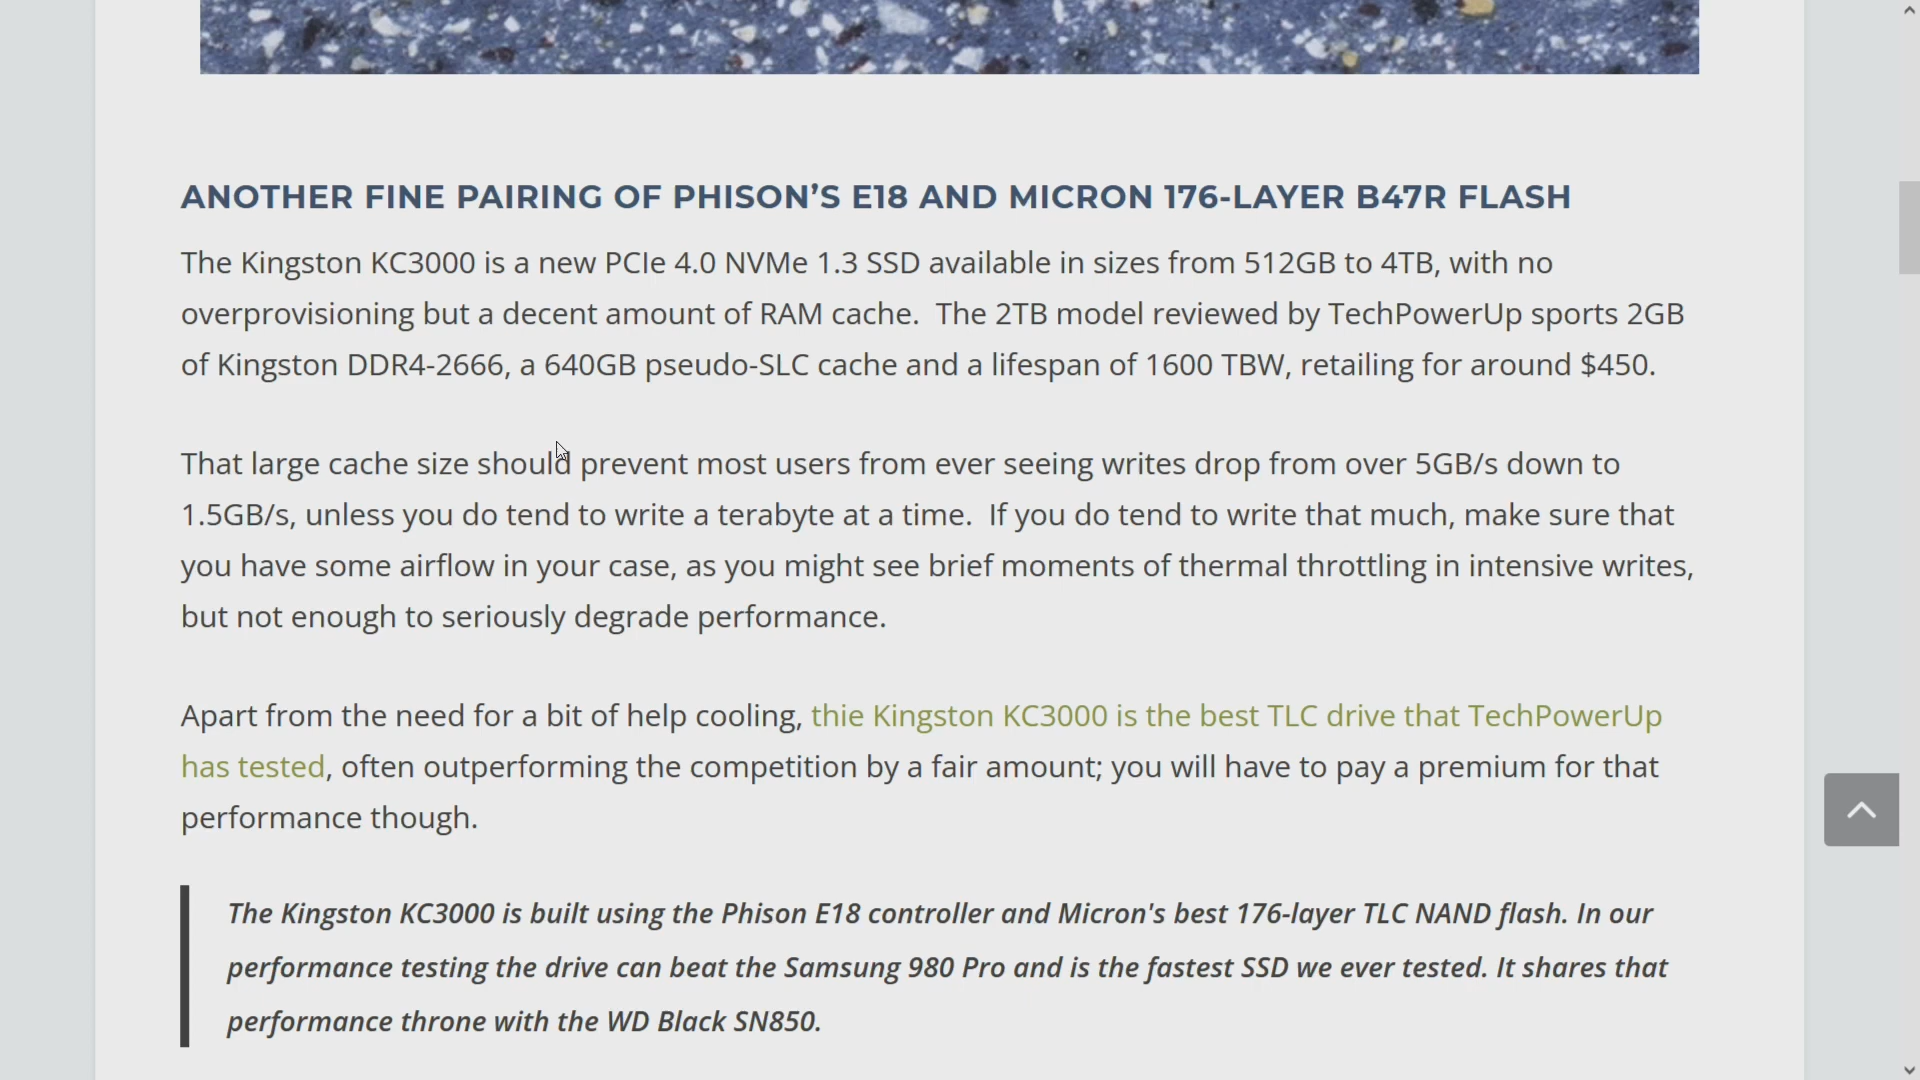 ANOTHER FINE PAIRING OF PHISON’S E18 AND MICRON 176-LAYER B47R FLASH
The Kingston KC3000 is a new PCIe 4.0 NVMe 1.3 SSD available in sizes from 512GB to 4TB, with no
overprovisioning but a decent amount of RAM cache.  The 2TB model reviewed by TechPowerUp sports 2GB
of Kingston DDR4-2666, a 640GB pseudo-SLC cache and a lifespan of 1600 TBW, retailing for around $450.
That large cache size should prevent most users from ever seeing writes drop from over 5GB/s down to
1.5GB/s, unless you do tend to write a terabyte at a time.  If you do tend to write that much, make sure that
you have some airflow in your case, as you might see brief moments of thermal throttling in intensive writes,
but not enough to seriously degrade performance.
Apart from the need for a bit of help cooling, thie Kingston KC3000 is the best TLC drive that TechPowerUp
has tested, often outperforming the competition by a fair amount; you will have to pay a premium for that
performance though.
The Kingston KC3000 is built using the Phison E18 controller and Micron's best 176-layer TLC NAND flash. In our
performance testing the drive can beat the Samsung 980 Pro and is the fastest SSD we ever tested. It shares that
performance throne with the WD Black SN850.